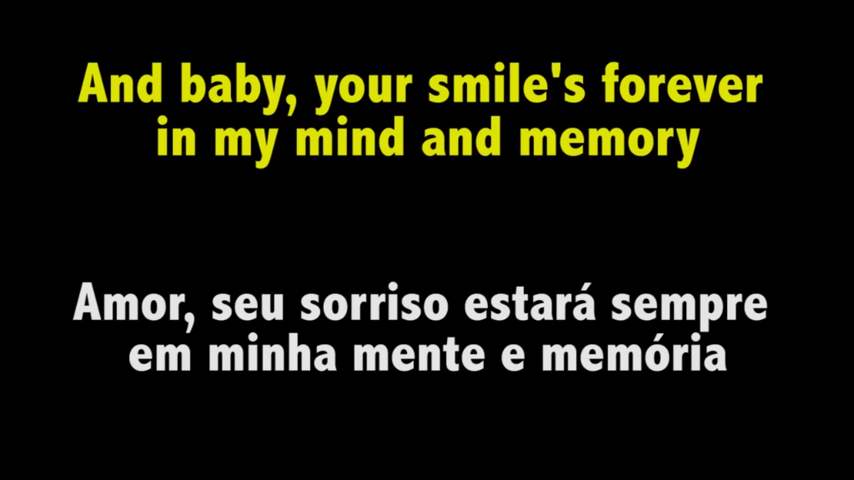 And baby, your smile's forever
in my mind and memory
Amor, seu sorriso estará sempre
em minha mente e memória